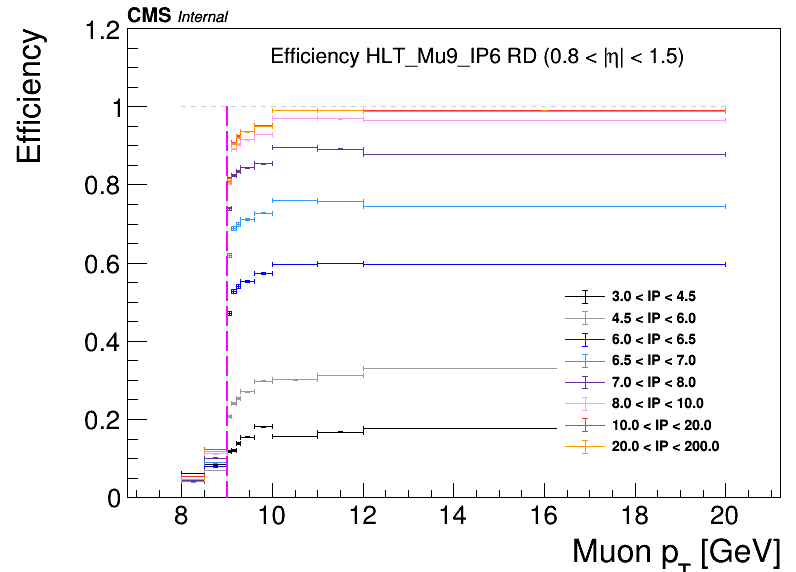 CMS Internal
Efficiency HLT_Mu9_IP6 RD (0.8 < |η| < 1.5)
Efficiency
1.2
1
0.8
0.6
0.4
0.2
0
3.0 < IP < 4.5
4.5 < IP < 6.0
6.0 < IP < 6.5
6.5 < IP < 7.0
7.0 < IP < 8.0
8.0 < IP < 10.0
10.0 < IP < 20.0
20.0 < IP < 200.0
8 10 12 14 16 18 20
Muon p_T [GeV]